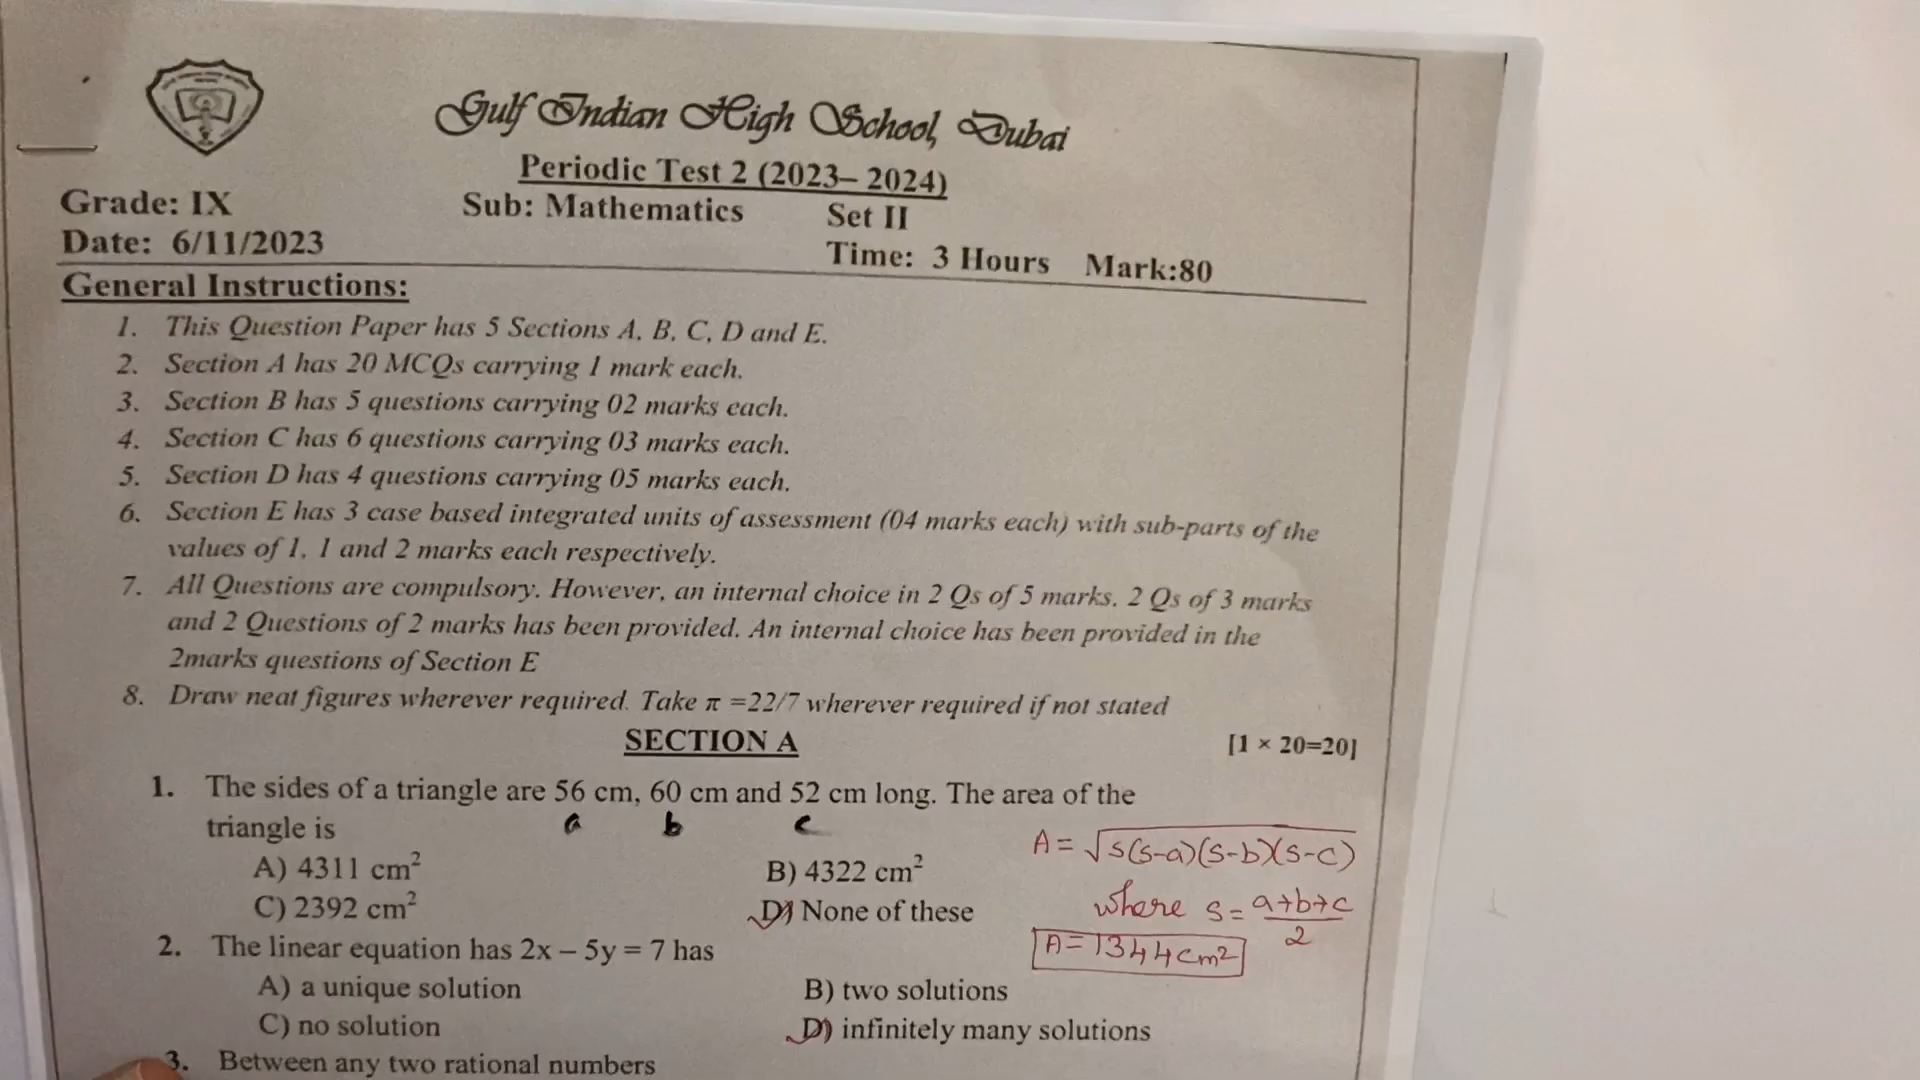 Gulf Indian High School, Dubai
Periodic Test 2 (2023– 2024)
Grade: IX Sub: Mathematics Set II
Date: 6/11/2023 Time: 3 Hours Mark:80
General Instructions:
1. This Question Paper has 5 Sections A, B, C, D and E.
2. Section A has 20 MCQs carrying 1 mark each.
3. Section B has 5 questions carrying 02 marks each.
4. Section C has 6 questions carrying 03 marks each.
5. Section D has 4 questions carrying 05 marks each.
6. Section E has 3 case based integrated units of assessment (04 marks each) with sub-parts of the
values of 1, 1 and 2 marks each respectively.
7. All Questions are compulsory. However, an internal choice in 2 Qs of 5 marks, 2 Qs of 3 marks
and 2 Questions of 2 marks has been provided. An internal choice has been provided in the
2marks questions of Section E
8. Draw neat figures wherever required. Take π =22/7 wherever required if not stated
SECTION A [1 × 20=20]
1. The sides of a triangle are 56 cm, 60 cm and 52 cm long. The area of the
triangle is a b c
A = √s(s-a)(s-b)(s-c)
A) 4311 cm² B) 4322 cm²
where s = a+b+c/2
C) 2392 cm² D) None of these
A = 1344cm²
2. The linear equation has 2x – 5y = 7 has
A) a unique solution B) two solutions
C) no solution D) infinitely many solutions
3. Between any two rational numbers